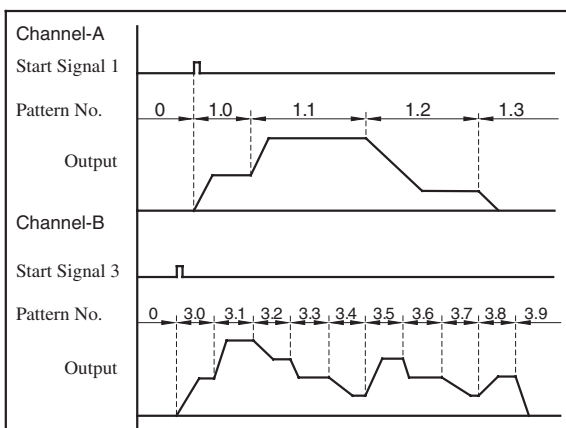 Channel-A
Start Signal 1
Pattern No. 0 1.0 1.1 1.2 1.3
Output
Channel-B
Start Signal 3
Pattern No. 0 3.0 3.1 3.2 3.3 3.4 3.5 3.6 3.7 3.8 3.9
Output